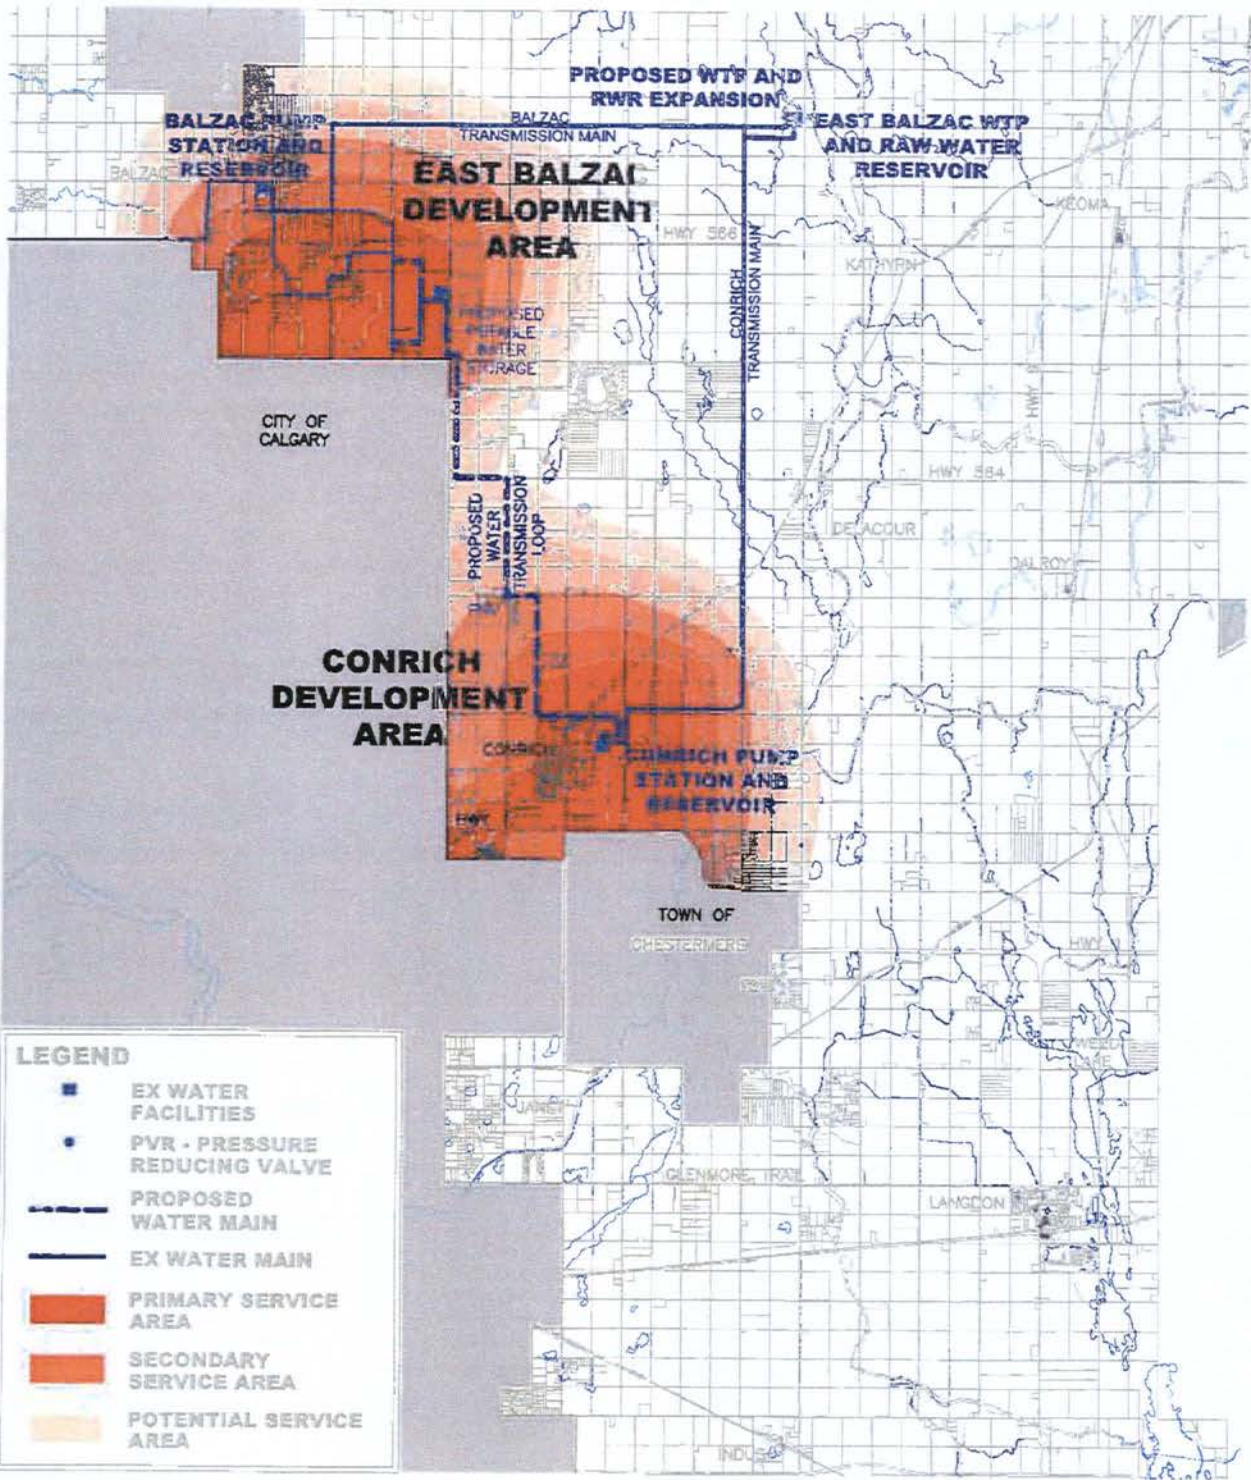 PROPOSED WTP AND
RWR EXPANSION
BALZAC PUMP
STATION AND
RESERVOIR
BALZAC
TRANSMISSION MAIN
EAST BALZAC WTP
AND RAW WATER
RESERVOIR
BALZAC
EAST BALZAC
DEVELOPMENT
AREA
KEOMA
HWY 566
KATHYRN
CONRICH
TRANSMISSION MAIN
PROPOSED
POTABLE
WATER
STORAGE
CITY OF
CALGARY
HWY
HWY 564
PROPOSED
WATER
TRANSMISSION
LOOP
DELACOUR
DALROY
CONRICH
DEVELOPMENT
AREA
CONRICH
CONRICH PUMP
STATION AND
RESERVOIR
TOWN OF
CHESTERMERE
HWY
JANET
GLENMORE TRAIL
LANGDON
INDUS
LEGEND
EX WATER
FACILITIES
PVR - PRESSURE
REDUCING VALVE
PROPOSED
WATER MAIN
EX WATER MAIN
PRIMARY SERVICE
AREA
SECONDARY
SERVICE AREA
POTENTIAL SERVICE
AREA